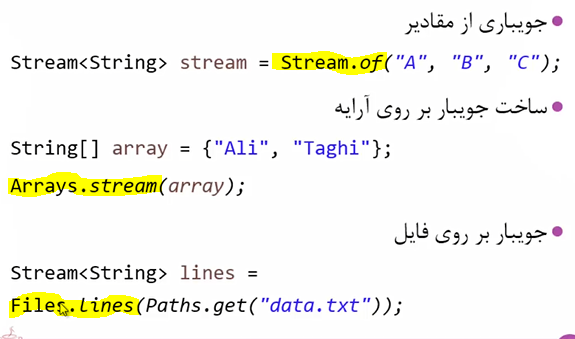 جویباری از مقادیر
Stream<String> stream = Stream.of("A", "B", "C");
ساخت جویبار بر روی آرایه
String[] array = {"Ali", "Taghi"};
Arrays.stream(array);
جویبار بر روی فایل
Stream<String> lines =
Files.lines(Paths.get("data.txt"));